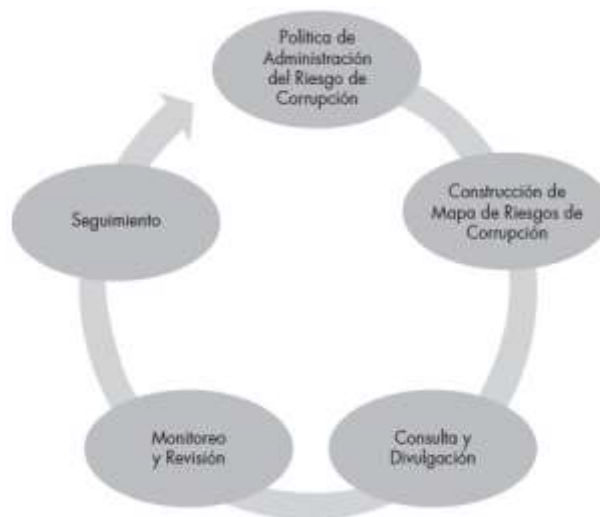 Política de
Administración
del Riesgo de
Corrupción
Construcción de
Mapa de Riesgos de
Corrupción
Consulta y
Divulgación
Monitoreo
y Revisión
Seguimiento